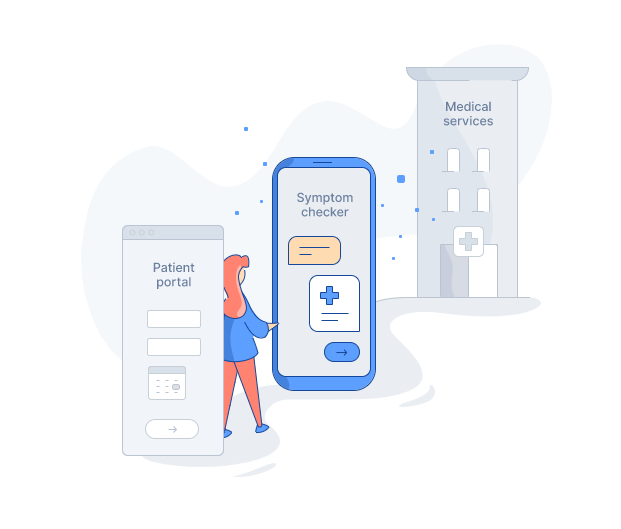 Patient
portal
Symptom
checker
Medical
services